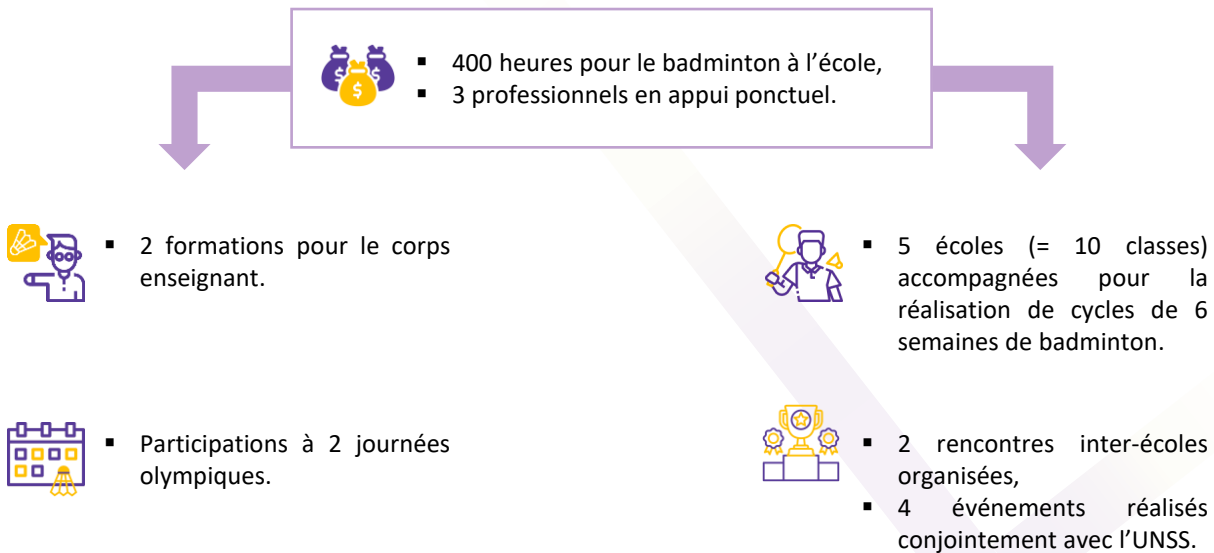 ▪ 400 heures pour le badminton à l’école,
▪ 3 professionnels en appui ponctuel.
▪ 2 formations pour le corps
enseignant.
▪ 5 écoles (= 10 classes)
accompagnées pour la
réalisation de cycles de 6
semaines de badminton.
▪ Participations à 2 journées
olympiques.
▪ 2 rencontres inter-écoles
organisées,
▪ 4 événements réalisés
conjointement avec l’UNSS.